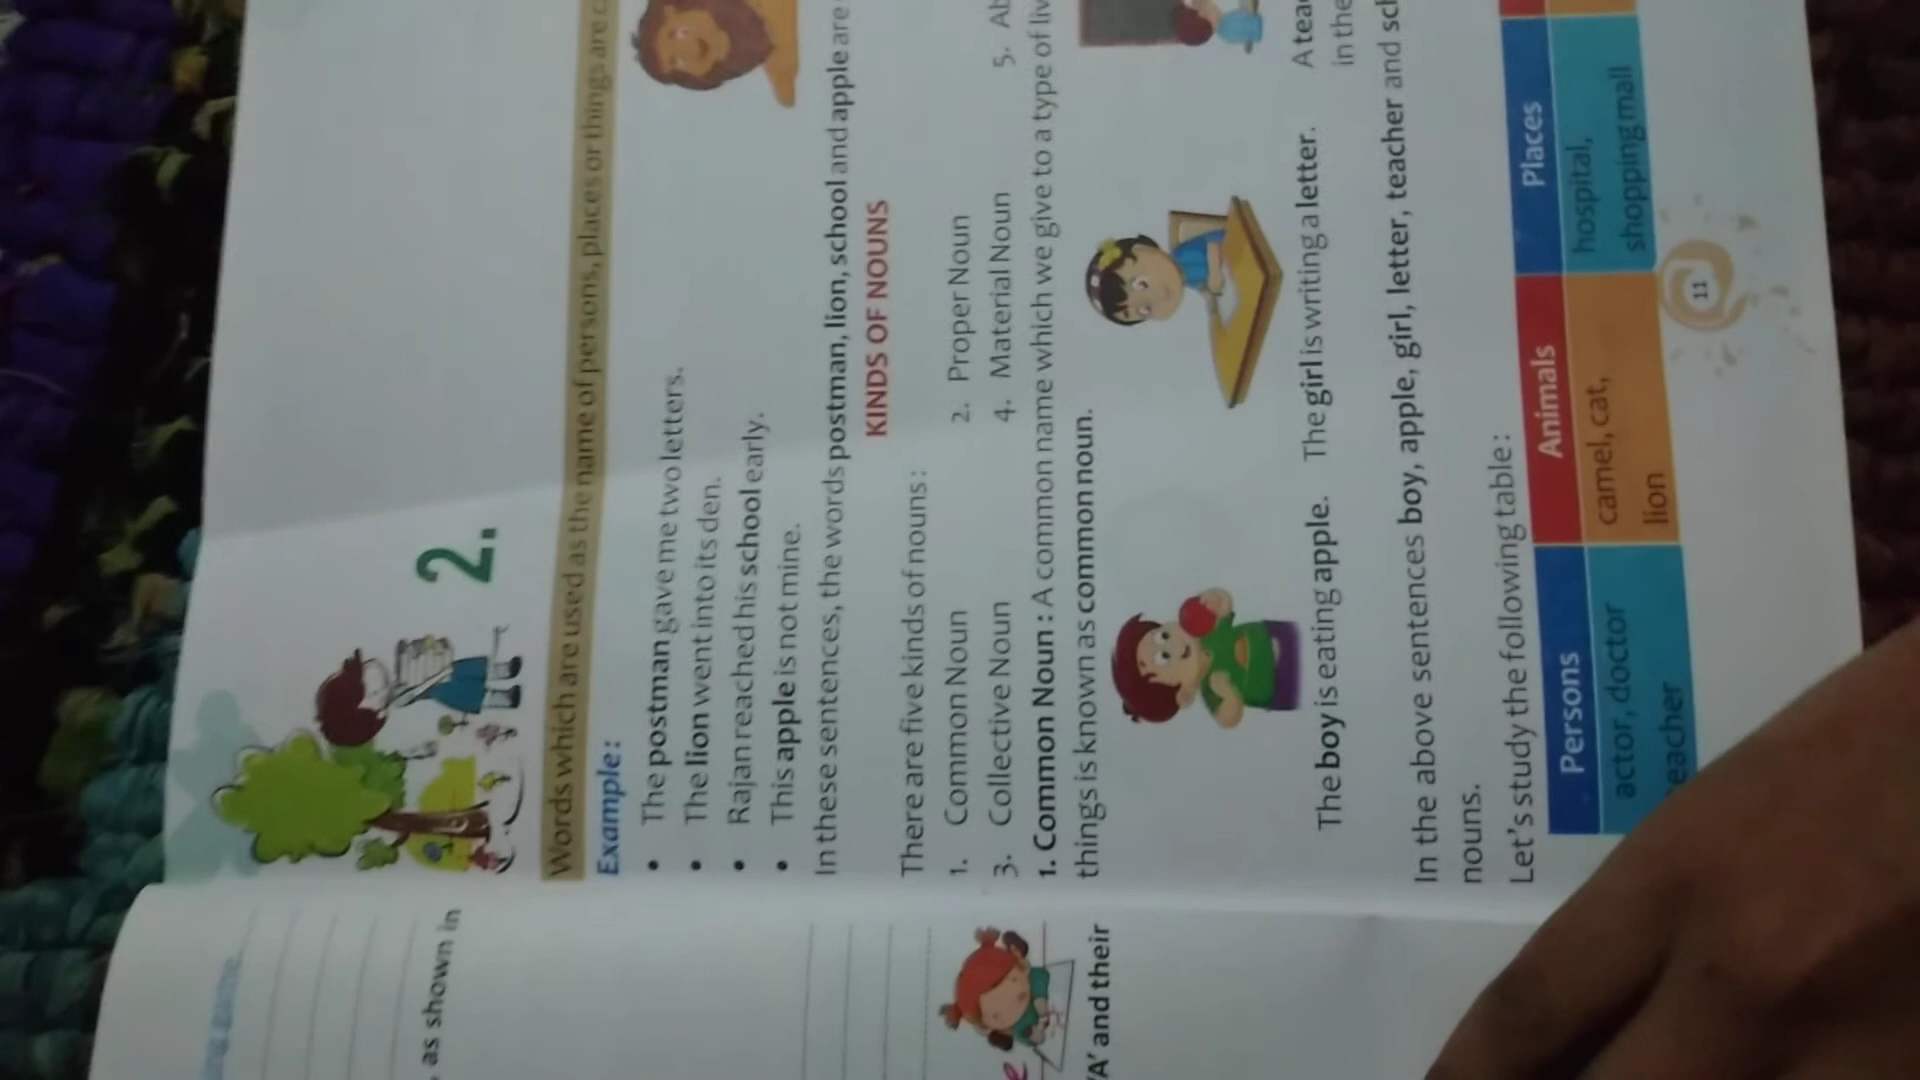 as shown in
'A' and their
2.
Words which are used as the name of persons, places or things are
Example:
• The postman gave me two letters.
• The lion went into its den.
• Rajan reached his school early.
• This apple is not mine.
In these sentences, the words postman, lion, school and apple are
KINDS OF NOUNS
There are five kinds of nouns :
1. Common Noun 2. Proper Noun
3. Collective Noun 4. Material Noun 5. Ab
1. Common Noun : A common name which we give to a type of liv
things is known as common noun.
The boy is eating apple. The girl is writing a letter. A teac
in the
In the above sentences boy, apple, girl, letter, teacher and sch
nouns.
Let's study the following table :
Persons Animals Places
actor, doctor camel, cat, hospital,
eacher lion shopping mall
11